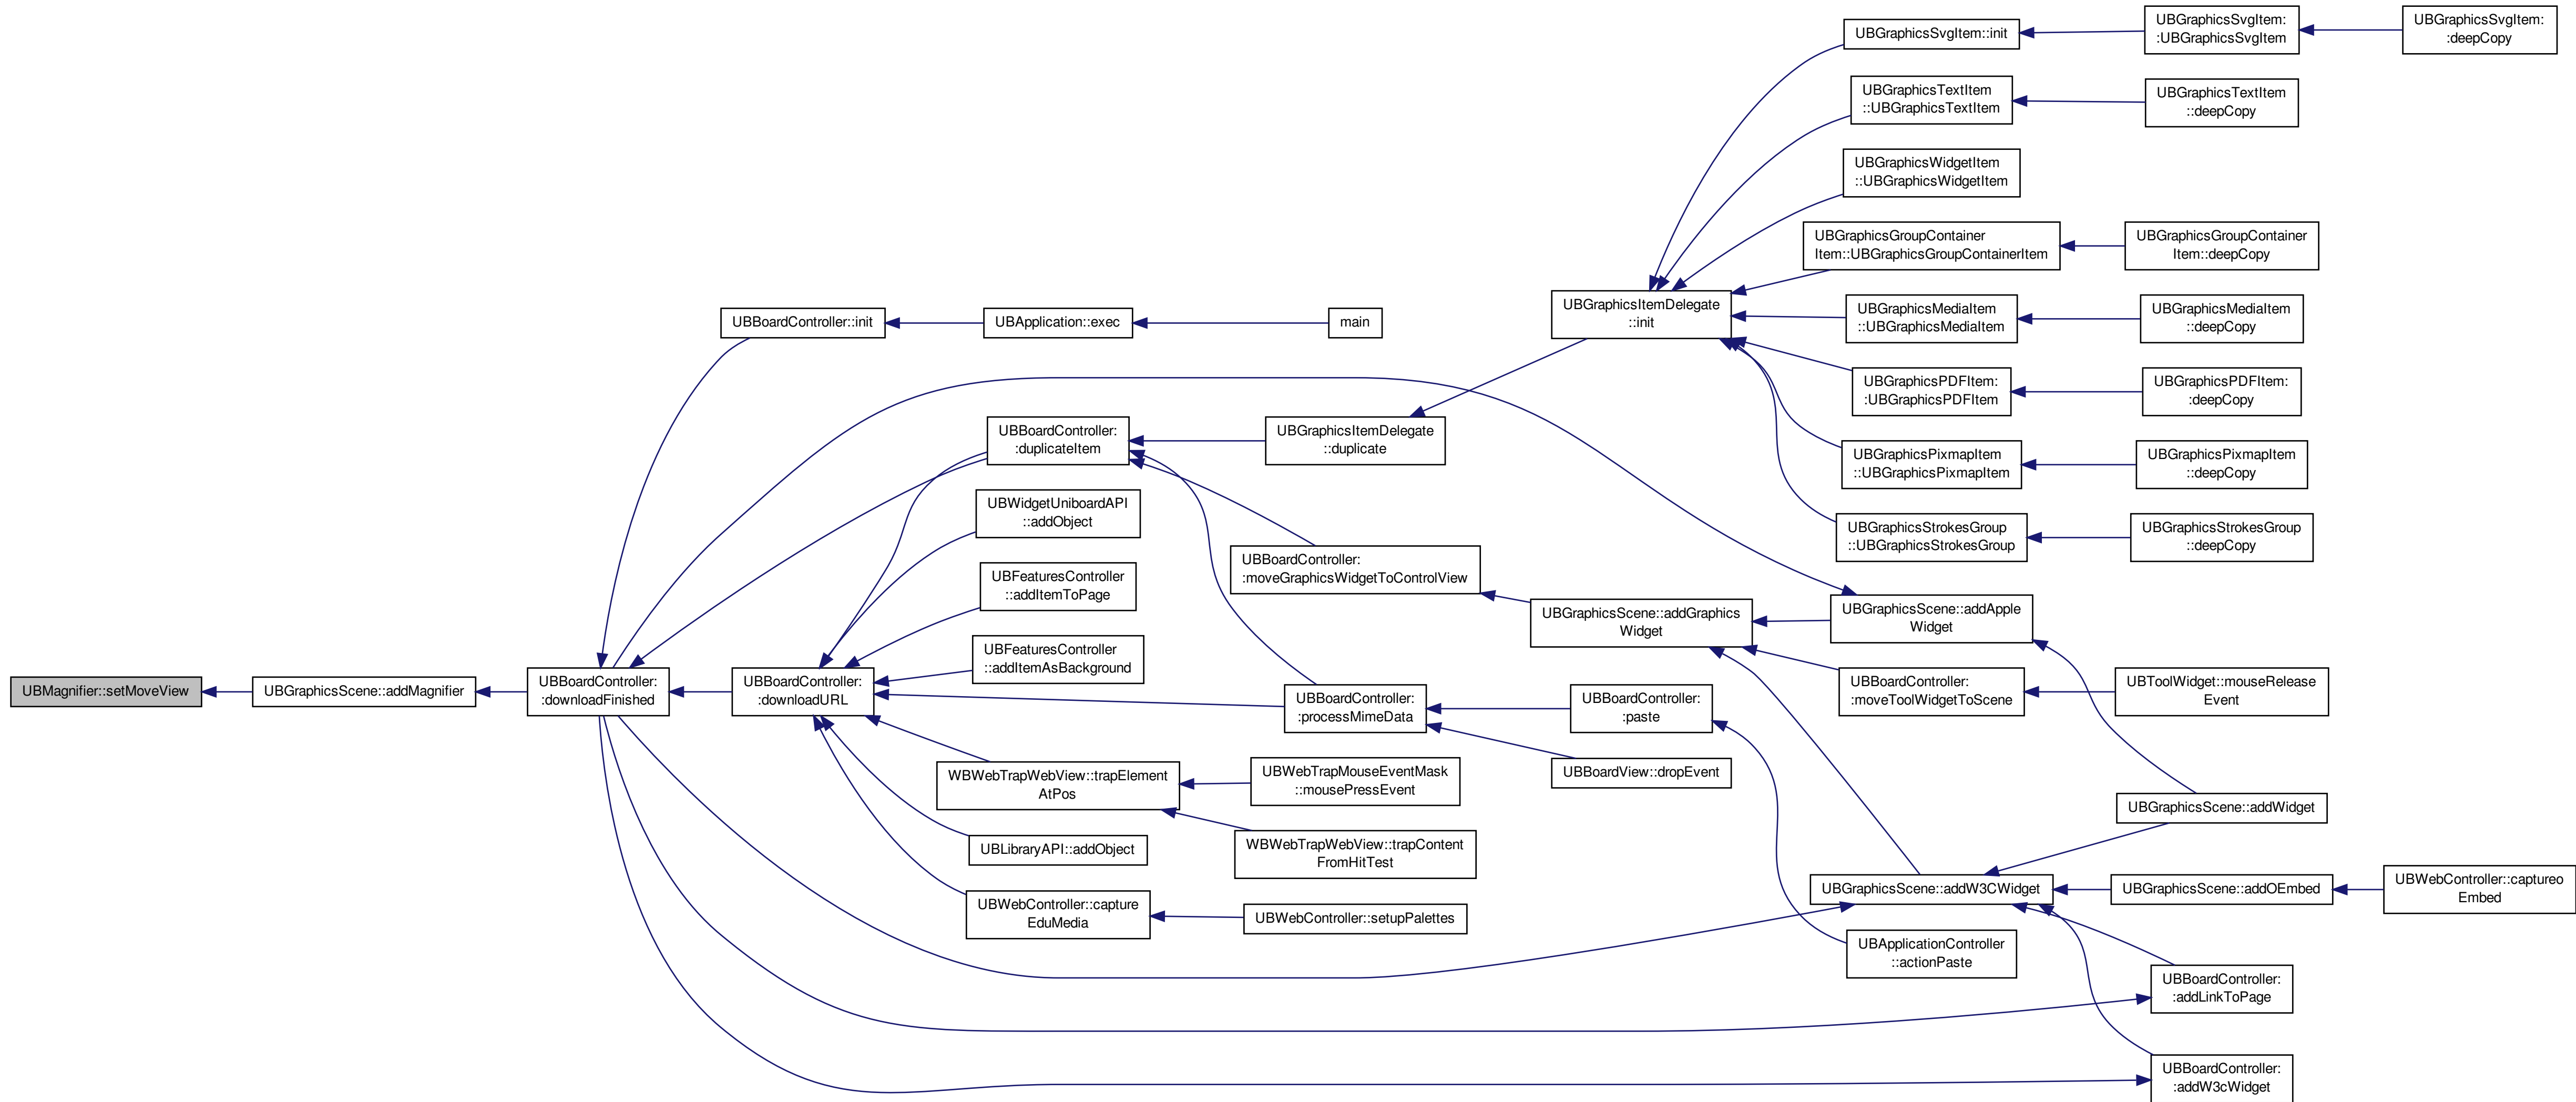 UBMagnifier::setMoveView
UBGraphicsScene::addMagnifier
UBBoardController:
:downloadFinished
UBBoardController::init
UBApplication::exec
main
UBBoardController:
:duplicateItem
UBGraphicsItemDelegate
::duplicate
UBGraphicsItemDelegate
::init
UBGraphicsSvgItem::init
UBGraphicsSvgItem:
:UBGraphicsSvgItem
UBGraphicsSvgItem:
:deepCopy
UBGraphicsTextItem
::UBGraphicsTextItem
UBGraphicsTextItem
::deepCopy
UBGraphicsWidgetItem
::UBGraphicsWidgetItem
UBGraphicsGroupContainer
Item::UBGraphicsGroupContainerItem
UBGraphicsGroupContainer
Item::deepCopy
UBGraphicsMediaItem
::UBGraphicsMediaItem
UBGraphicsMediaItem
::deepCopy
UBGraphicsPDFItem:
:UBGraphicsPDFItem
UBGraphicsPDFItem:
:deepCopy
UBGraphicsPixmapItem
::UBGraphicsPixmapItem
UBGraphicsPixmapItem
::deepCopy
UBGraphicsStrokesGroup
::UBGraphicsStrokesGroup
UBGraphicsStrokesGroup
::deepCopy
UBBoardController:
:moveGraphicsWidgetToControlView
UBGraphicsScene::addGraphics
Widget
UBGraphicsScene::addApple
Widget
UBBoardController:
:moveToolWidgetToScene
UBToolWidget::mouseRelease
Event
UBGraphicsScene::addWidget
UBGraphicsScene::addW3CWidget
UBGraphicsScene::addOEmbed
UBWebController::captureo
Embed
UBBoardController:
:addLinkToPage
UBBoardController:
:addW3cWidget
UBBoardController:
:downloadURL
UBWidgetUniboardAPI
::addObject
UBFeaturesController
::addItemToPage
UBFeaturesController
::addItemAsBackground
UBBoardController:
:processMimeData
UBBoardController:
:paste
UBApplicationController
::actionPaste
UBBoardView::dropEvent
WBWebTrapWebView::trapElement
AtPos
UBWebTrapMouseEventMask
::mousePressEvent
WBWebTrapWebView::trapContent
FromHitTest
UBLibraryAPI::addObject
UBWebController::capture
EduMedia
UBWebController::setupPalettes